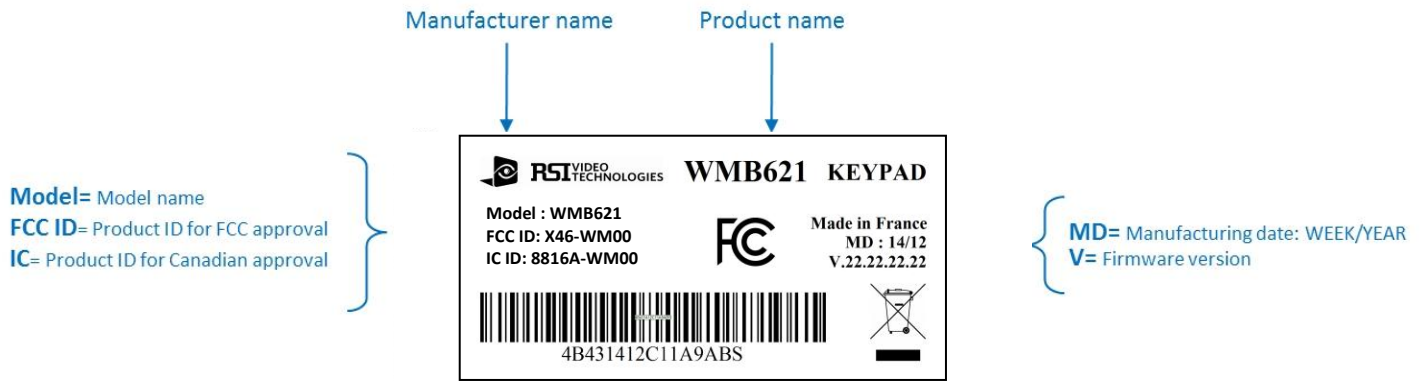 Manufacturer name
Product name
RSI VIDEO TECHNOLOGIES WMB621 KEYPAD
Model= Model name
FCC ID= Product ID for FCC approval
IC= Product ID for Canadian approval
Model : WMB621
FCC ID: X46-WM00
IC ID: 8816A-WM00
FC
Made in France
MD : 14/12
V.22.22.22.22
MD= Manufacturing date: WEEK/YEAR
V= Firmware version
4B431412C11A9ABS